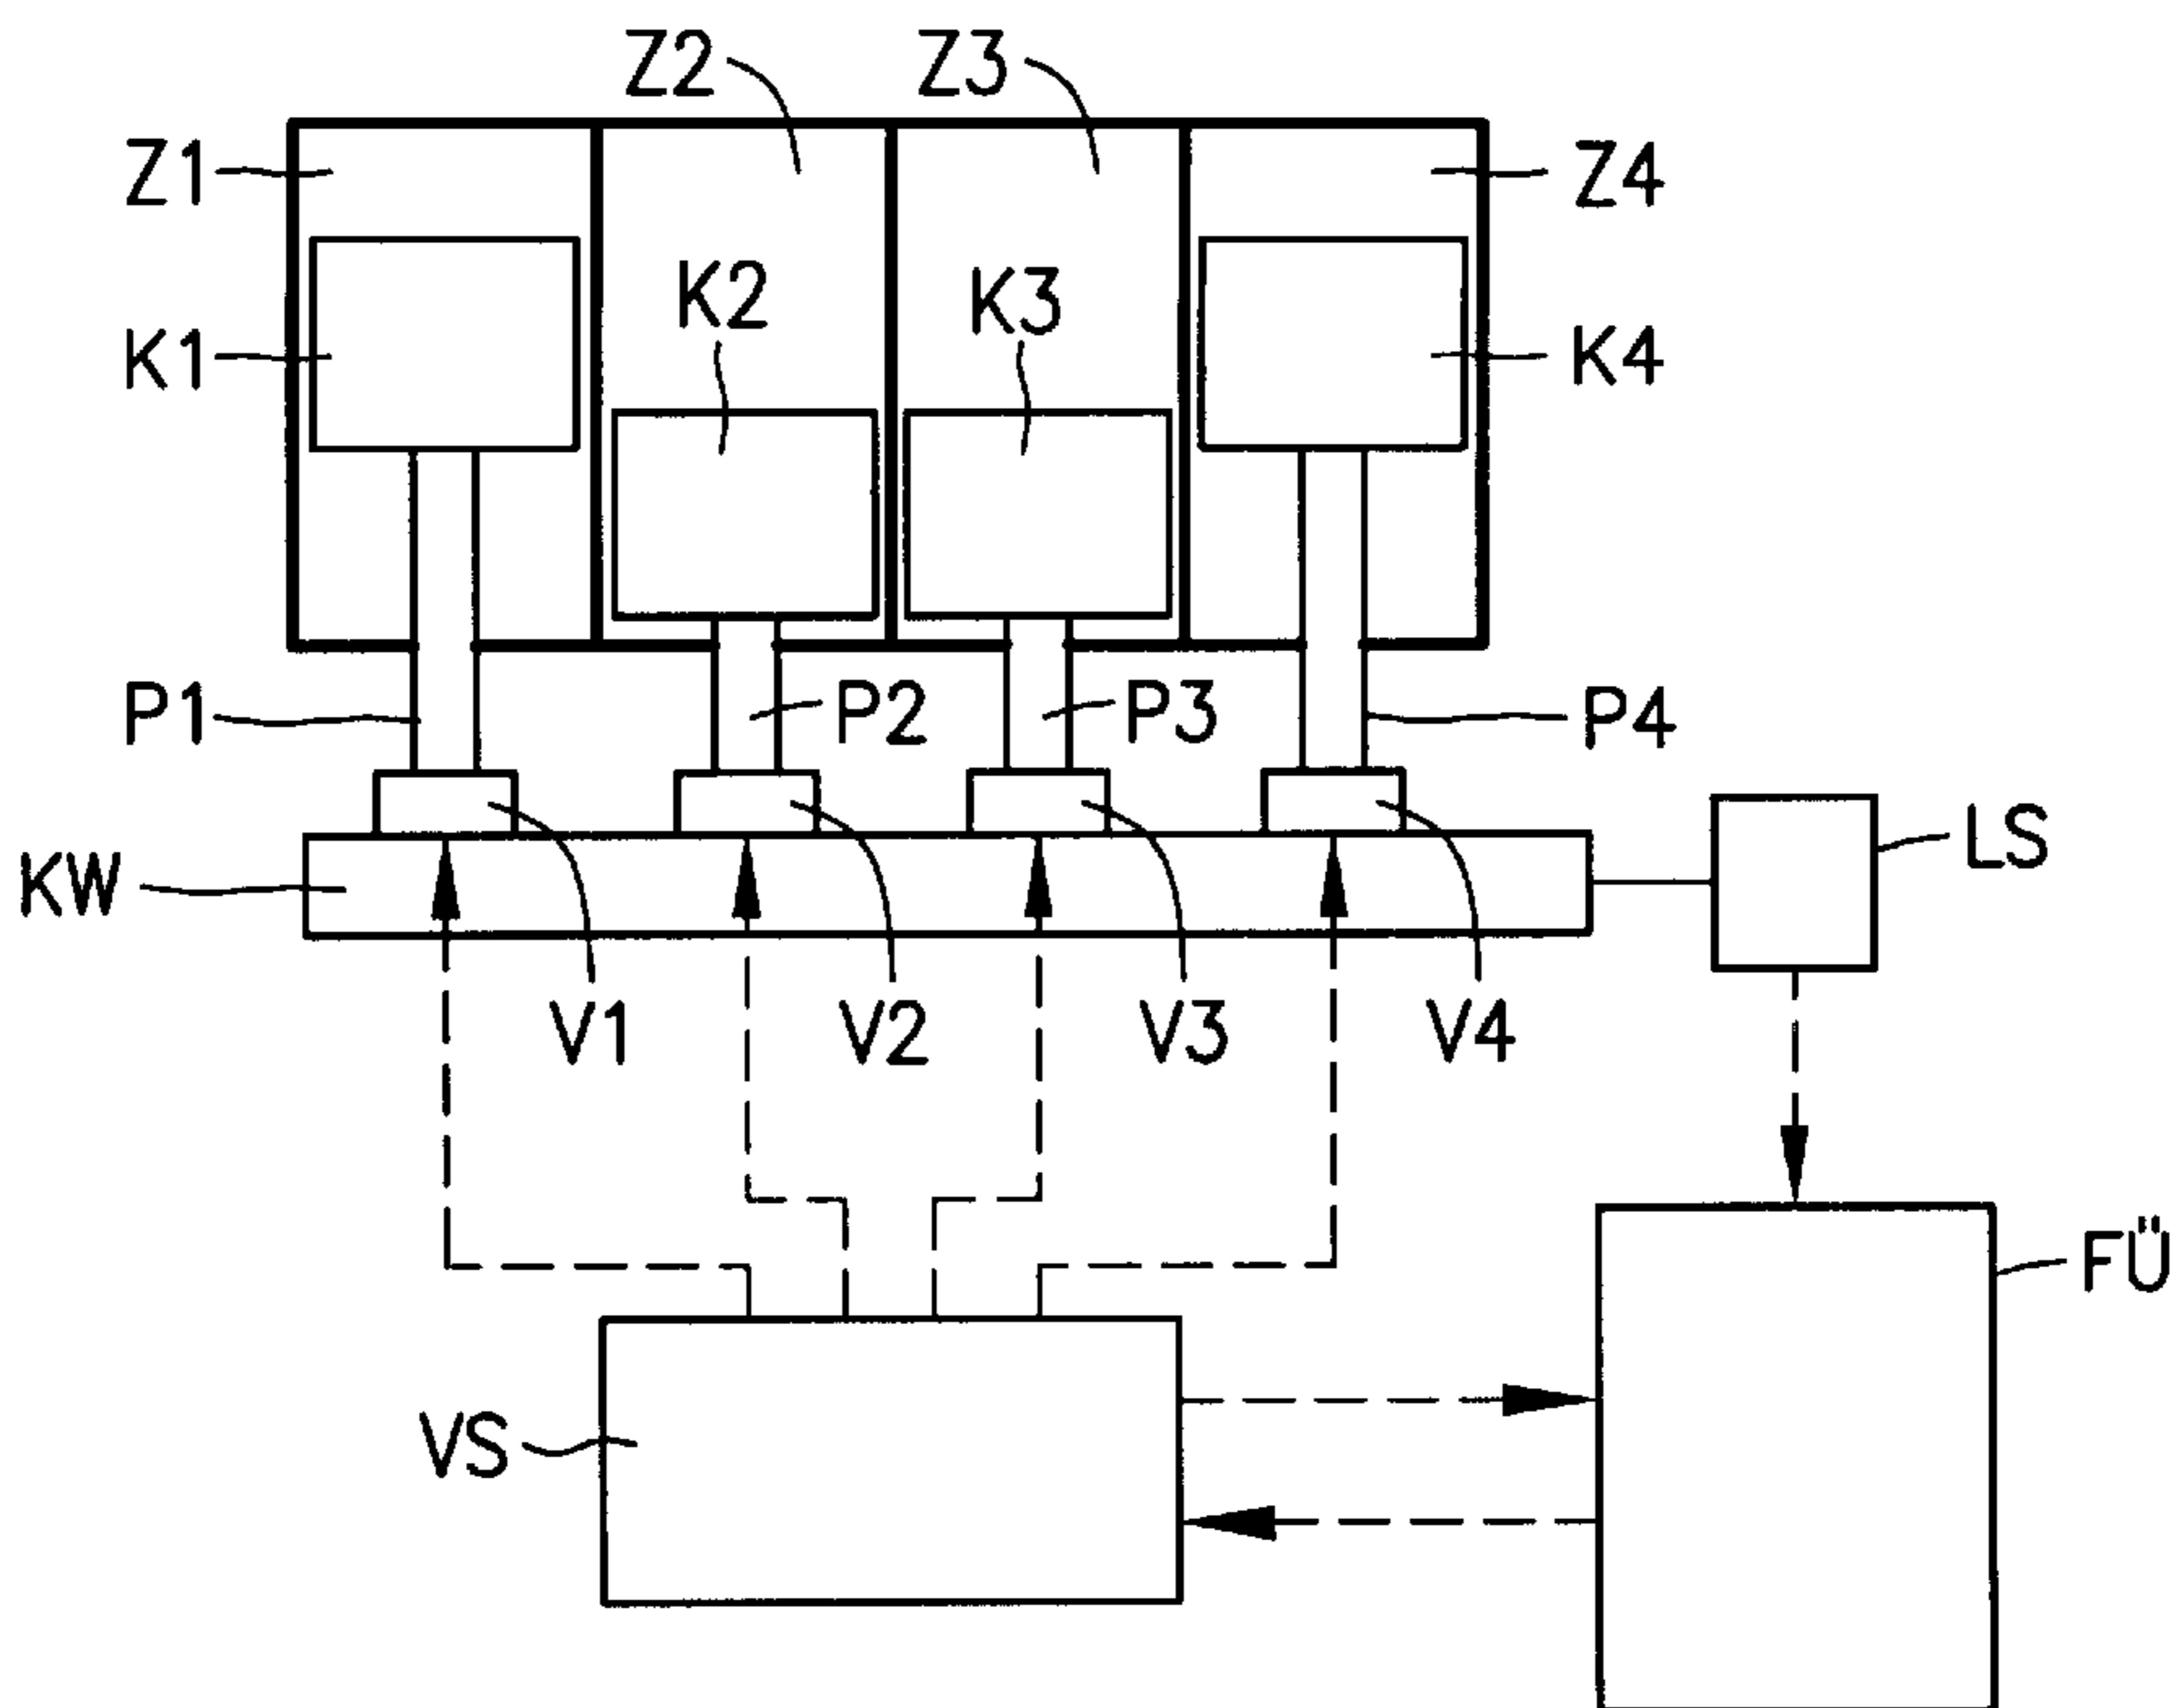 Z2 Z3
Z1 Z4
K2 K3
K1 K4
P1 P2 P3 P4
LS
KW
V1 V2 V3 V4
FÜ
VS